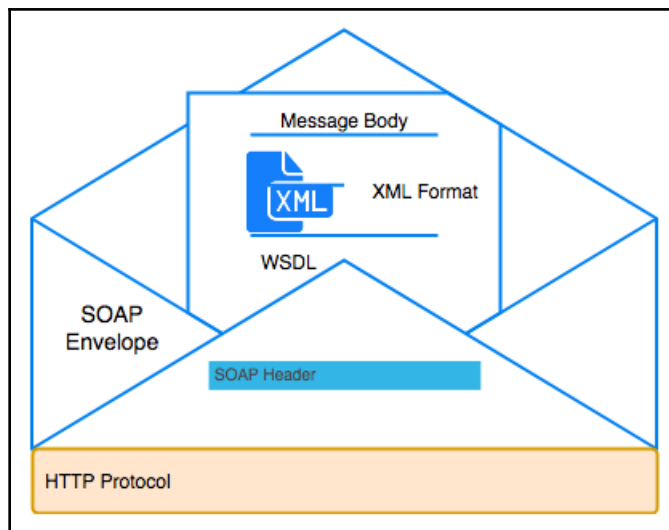 Message Body
XML
XML Format
WSDL
SOAP
Envelope
SOAP Header
HTTP Protocol